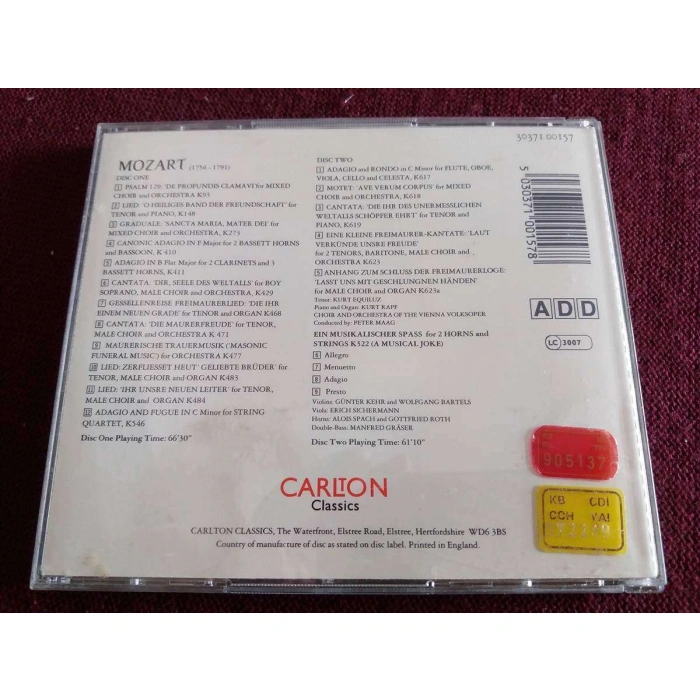 30371 00157
MOZART (1756 - 1791)
DISC ONE
1 PSALM 129: 'DE PROFUNDIS CLAMAVI' for MIXED
CHOIR and ORCHESTRA K93
2 LIED: 'O HEILIGES BAND DER FREUNDSCHAFT' for
TENOR and PIANO, K148
3 GRADUALE: 'SANCTA MARIA, MATER DEI' for
MIXED CHOIR and ORCHESTRA, K273
4 CANONIC ADAGIO IN F Major for 2 BASSETT HORNS
and BASSOON, K 410
5 ADAGIO IN B Flat Major for 2 CLARINETS and 3
BASSETT HORNS, K.411
6 CANTATA: 'DIR, SEELE DES WELTALLS' for BOY
SOPRANO, MALE CHOIR and ORCHESTRA, K429
7 GESSELLENREISE FREIMAURERLIED: 'DIE IHR
EINEM NEUEN GRADE' for TENOR and ORGAN K468
8 CANTATA: 'DIE MAURERFREUDE' for TENOR,
MALE CHOIR and ORCHESTRA K 471
9 MAURERISCHE TRAUERMUSIK ('MASONIC
FUNERAL MUSIC') for ORCHESTRA K477
10 LIED: ZERFLIESSET HEUT' GELIEBTE BRÜDER' for
TENOR, MALE CHOIR and ORGAN K483
11 LIED: 'IHR UNSRE NEUEN LEITER' for TENOR,
MALE CHOIR and ORGAN K484
12 ADAGIO AND FUGUE IN C Minor for STRING
QUARTET, K546
Disc One Playing Time: 66'30"
DISC TWO
1 ADAGIO and RONDO in C Minor for FLUTE, OBOE,
VIOLA, CELLO and CELESTA, K617
2 MOTET: 'AVE VERUM CORPUS' for MIXED
CHOIR and ORCHESTRA, K618
3 CANTATA: 'DIE IHR DES UNERMESSLICHEN
WELTALLS SCHÖPFER EHRT' for TENOR and
PIANO, K619
4 EINE KLEINE FREIMAURER-KANTATE: 'LAUT
VERKÜNDE UNSRE FREUDE'
for 2 TENORS, BARITONE, MALE CHOIR and
ORCHESTRA K623
5 ANHANG ZUM SCHLUSS DER FREIMAURERLOGE:
'LASST UNS MIT GESCHLUNGNEN HÄNDEN'
for MALE CHOIR and ORGAN K623a
Tenor: KURT EQUILUZ
Piano and Organ: KURT RAPF
CHOIR AND ORCHESTRA OF THE VIENNA VOLKSOPER
Conducted by: PETER MAAG
EIN MUSIKALISCHER SPASS for 2 HORNS and
STRINGS K522 (A MUSICAL JOKE)
6 Allegro
7 Menuetto
8 Adagio
9 Presto
Violins: GÜNTER KEHR and WOLFGANG BARTELS
Viola: ERICH SICHERMANN
Horns: ALOIS SPACH and GOTTFRIED ROTH
Double-Bass: MANFRED GRÄSER
Disc Two Playing Time: 61'10"
5 030371 001578
ADD
LC 3007
905137
KB CDI
CCH VAI
CARLTON
Classics
CARLTON CLASSICS, The Waterfront, Elstree Road, Elstree, Hertfordshire WD6 3BS
Country of manufacture of disc as stated on disc label. Printed in England.